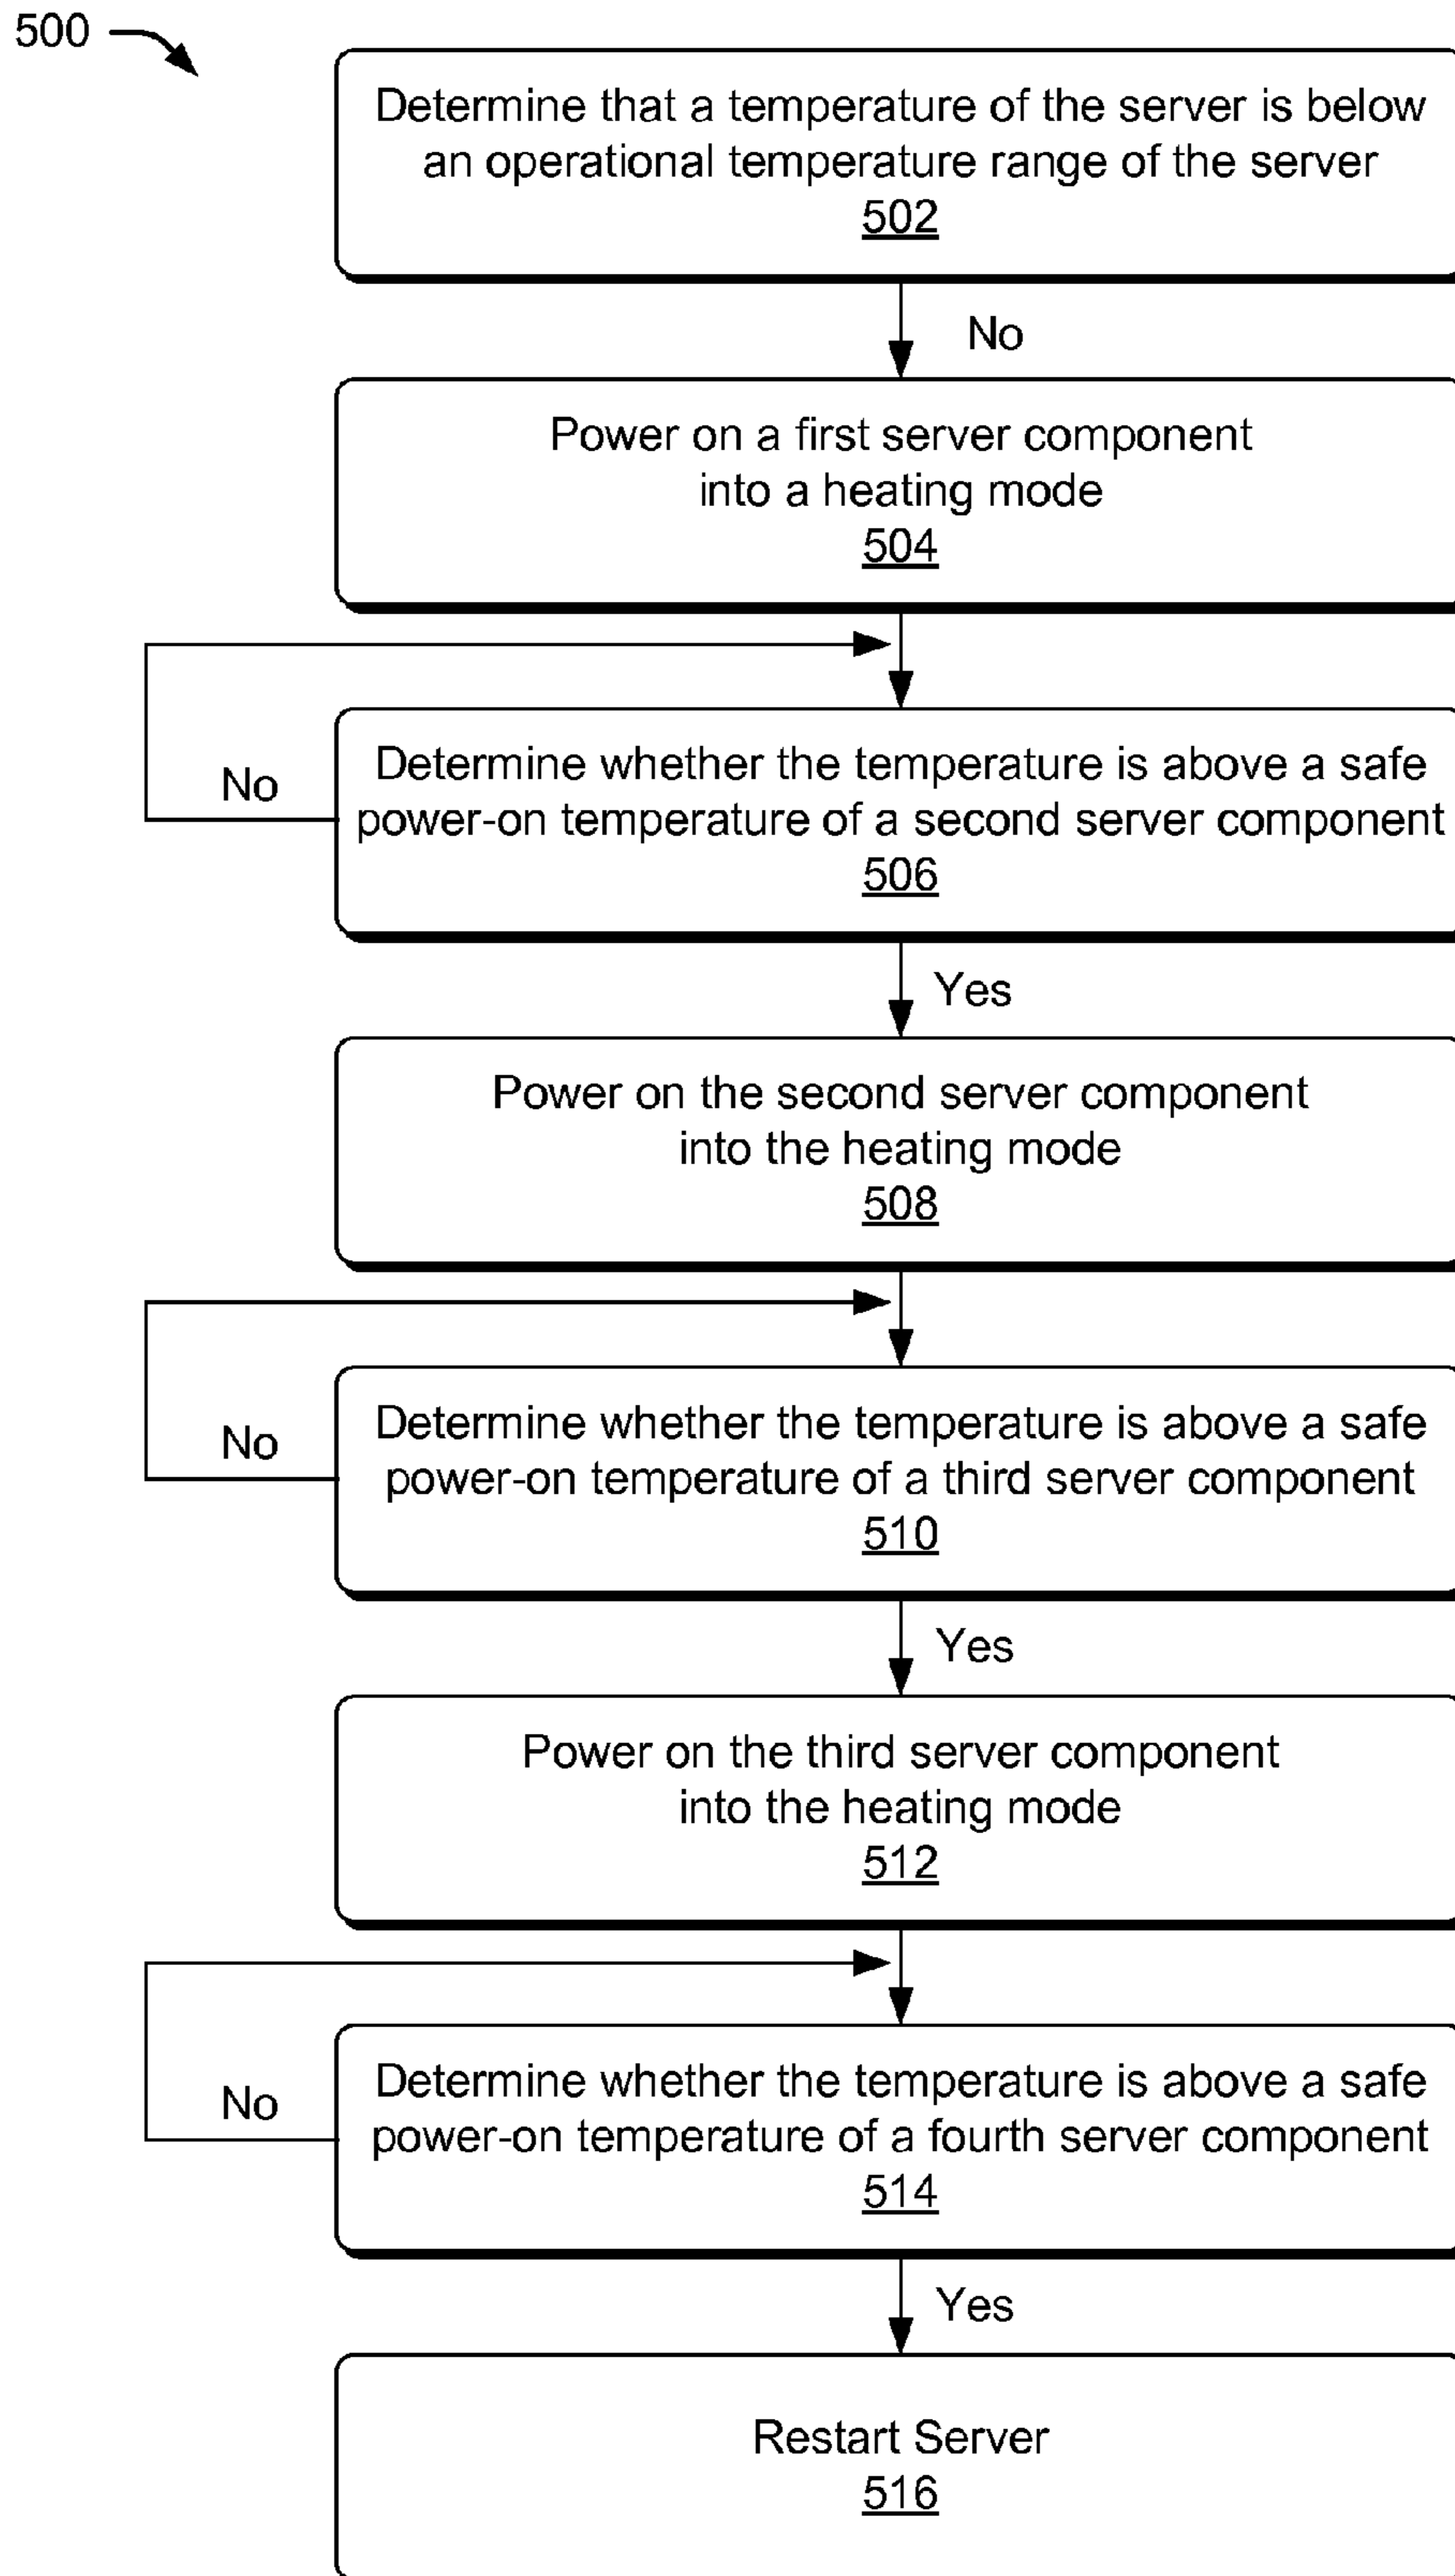 500
Determine that a temperature of the server is below
an operational temperature range of the server
502
No
Power on a first server component
into a heating mode
504
No
Determine whether the temperature is above a safe
power-on temperature of a second server component
506
Yes
Power on the second server component
into the heating mode
508
No
Determine whether the temperature is above a safe
power-on temperature of a third server component
510
Yes
Power on the third server component
into the heating mode
512
No
Determine whether the temperature is above a safe
power-on temperature of a fourth server component
514
Yes
Restart Server
516